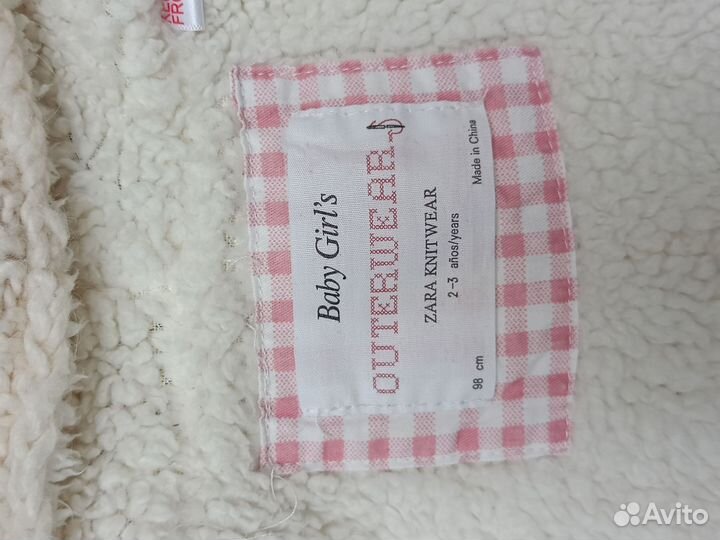 Baby Girl's
OUTERWEAR
ZARA KNITWEAR
2-3 años/years
98 cm Made in China
Avito